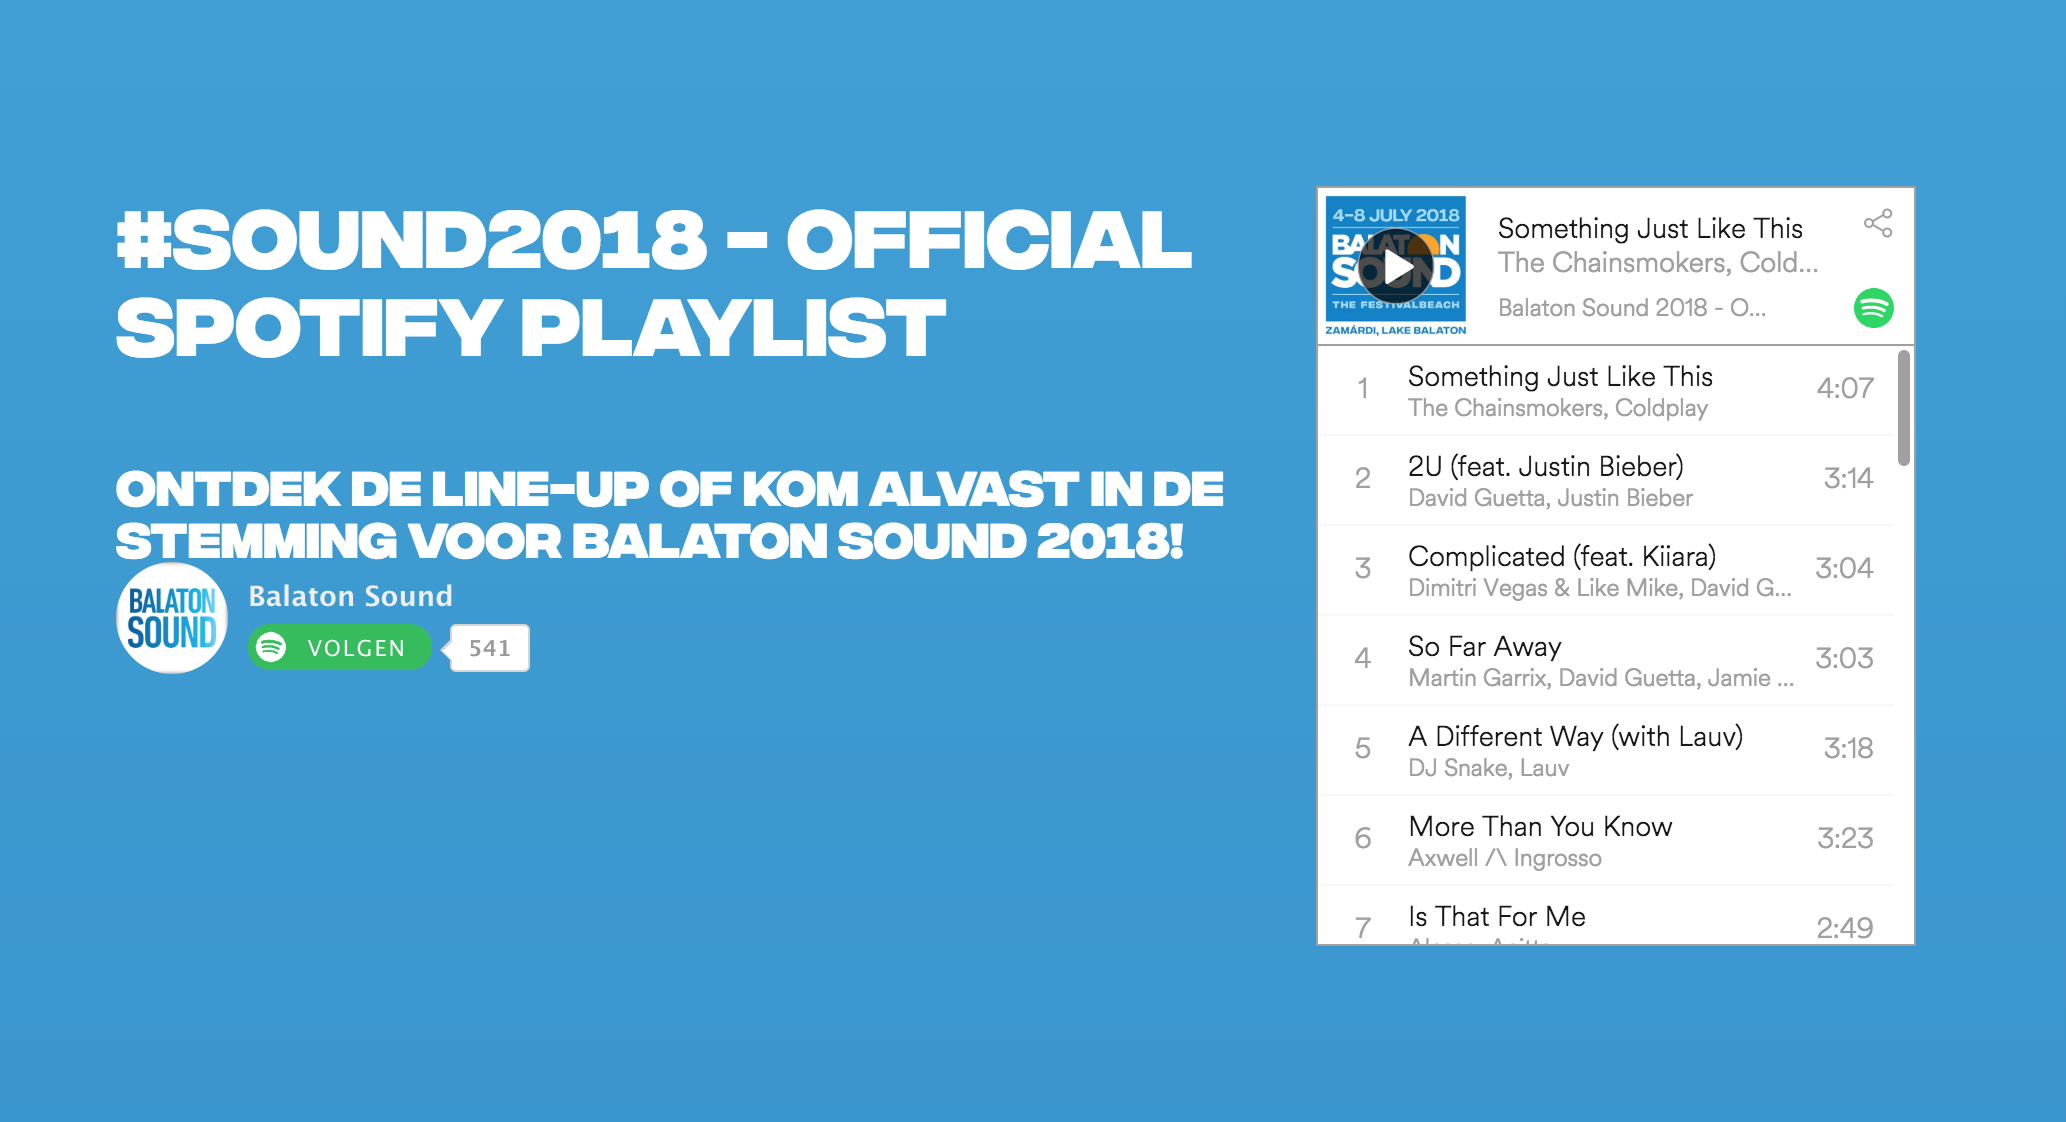 #SOUND2018 - OFFICIAL
SPOTIFY PLAYLIST
ONTDEK DE LINE-UP OF KOM ALVAST IN DE
STEMMING VOOR BALATON SOUND 2018!
BALATON
SOUND
Balaton Sound
VOLGEN
541
4-8 JULY 2018
BALATON
SOUND
THE FESTIVALBEACH
ZAMÁRDI, LAKE BALATON
Something Just Like This
The Chainsmokers, Cold...
Balaton Sound 2018 - O...
1 Something Just Like This 4:07
The Chainsmokers, Coldplay
2 2U (feat. Justin Bieber) 3:14
David Guetta, Justin Bieber
3 Complicated (feat. Kiiara) 3:04
Dimitri Vegas & Like Mike, David G...
4 So Far Away 3:03
Martin Garrix, David Guetta, Jamie ...
5 A Different Way (with Lauv) 3:18
DJ Snake, Lauv
6 More Than You Know 3:23
Axwell /\ Ingrosso
7 Is That For Me 2:49